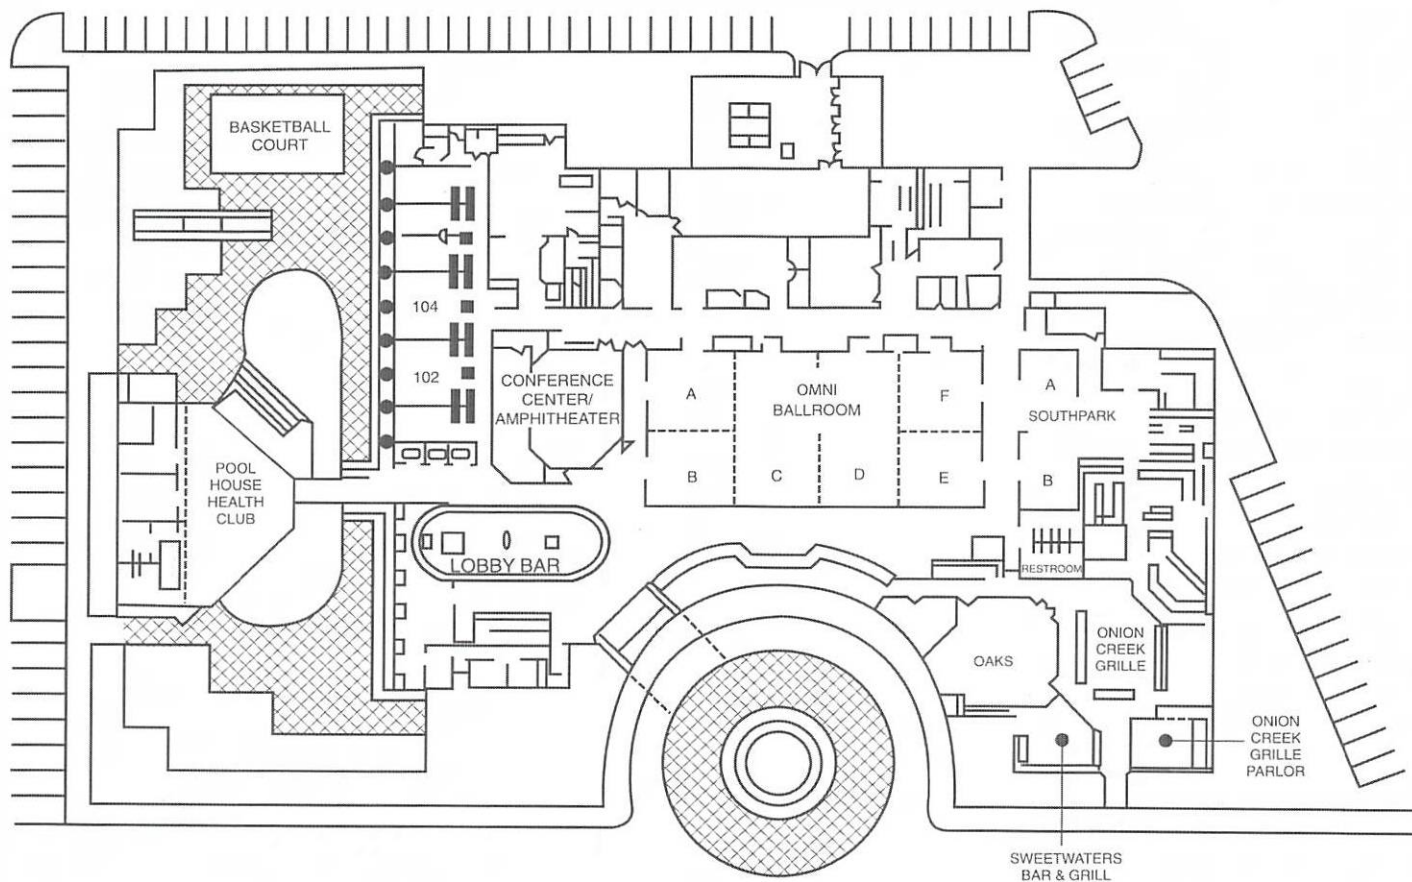 BASKETBALL
COURT
104
102
CONFERENCE
CENTER/
AMPHITHEATER
A
OMNI
BALLROOM
F
B
C
D
E
A
SOUTHPARK
B
RESTROOM
POOL
HOUSE
HEALTH
CLUB
LOBBY BAR
OAKS
ONION
CREEK
GRILLE
ONION
CREEK
GRILLE
PARLOR
SWEETWATERS
BAR & GRILL